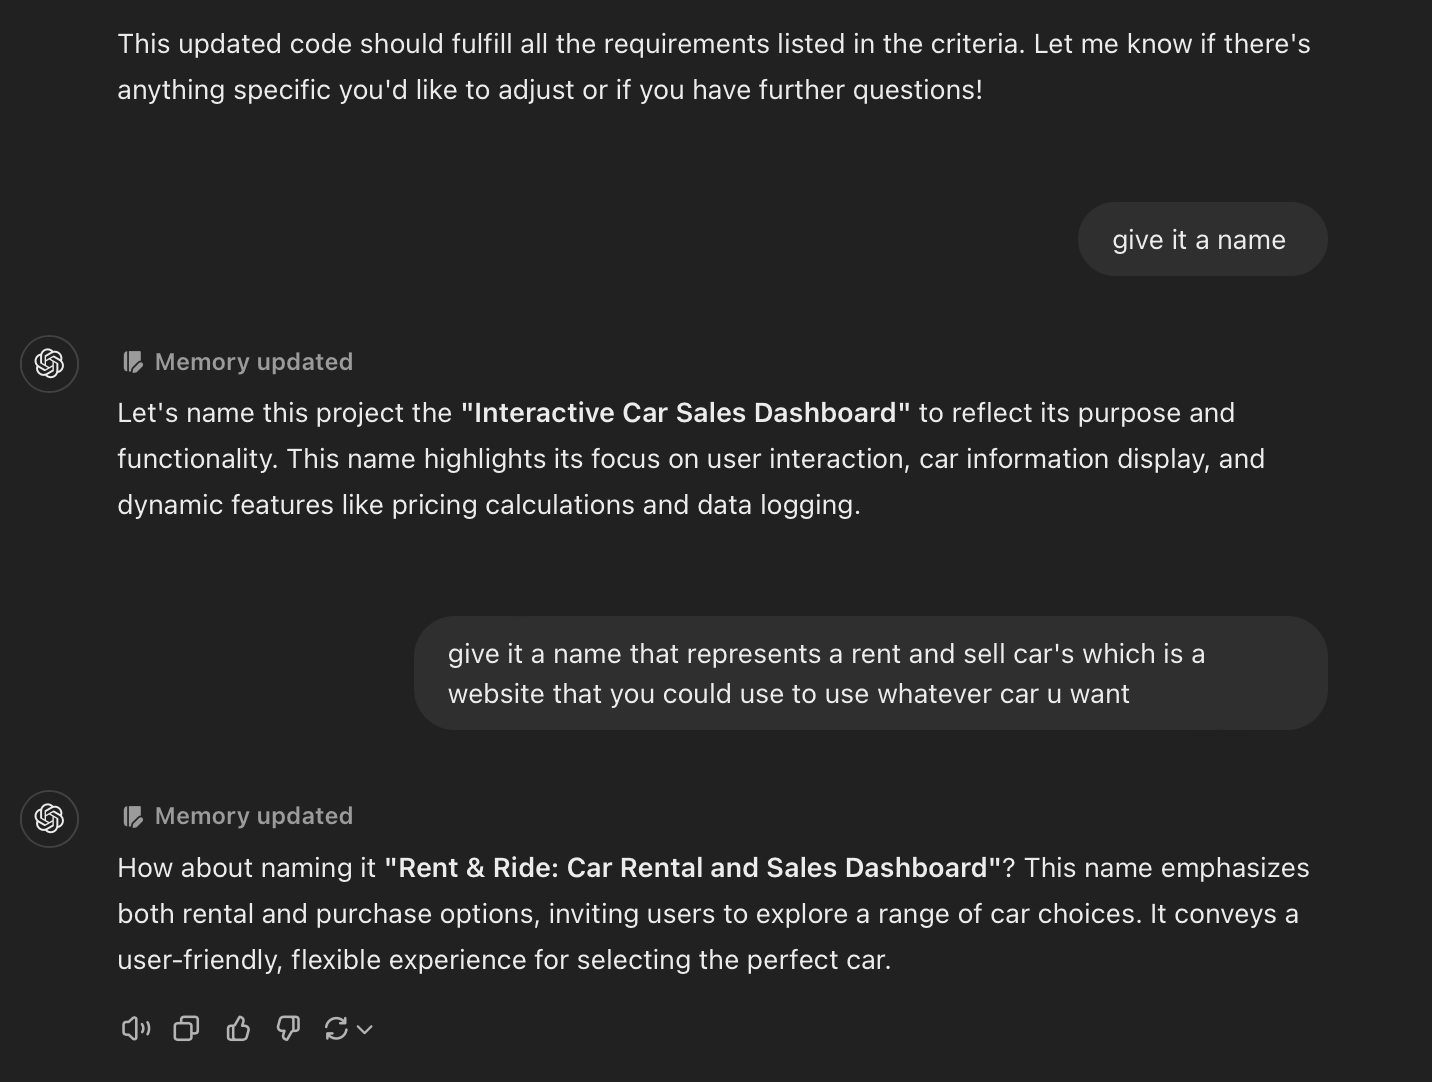 This updated code should fulfill all the requirements listed in the criteria. Let me know if there's
anything specific you'd like to adjust or if you have further questions!
give it a name
Memory updated
Let's name this project the "Interactive Car Sales Dashboard" to reflect its purpose and
functionality. This name highlights its focus on user interaction, car information display, and
dynamic features like pricing calculations and data logging.
give it a name that represents a rent and sell car's which is a
website that you could use to use whatever car u want
Memory updated
How about naming it "Rent & Ride: Car Rental and Sales Dashboard"? This name emphasizes
both rental and purchase options, inviting users to explore a range of car choices. It conveys a
user-friendly, flexible experience for selecting the perfect car.